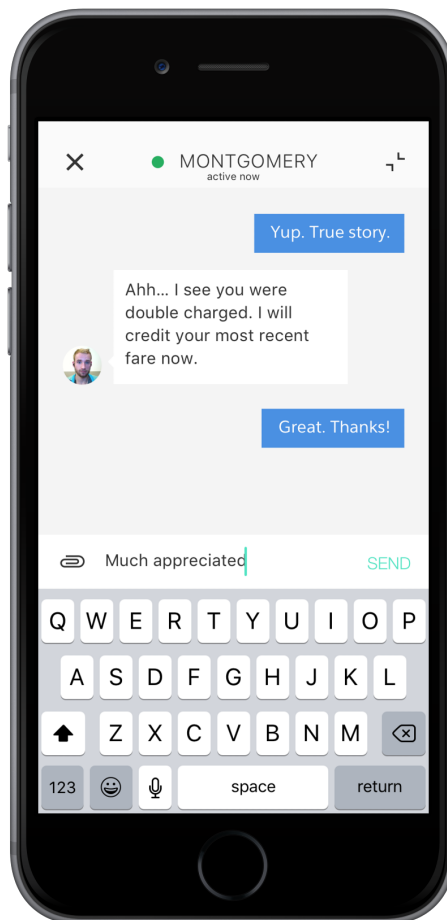 MONTGOMERY
active now
Yup. True story.
Ahh... I see you were
double charged. I will
credit your most recent
fare now.
Great. Thanks!
Much appreciated
SEND
Q W E R T Y U I O P
A S D F G H J K L
Z X C V B N M
123 space return